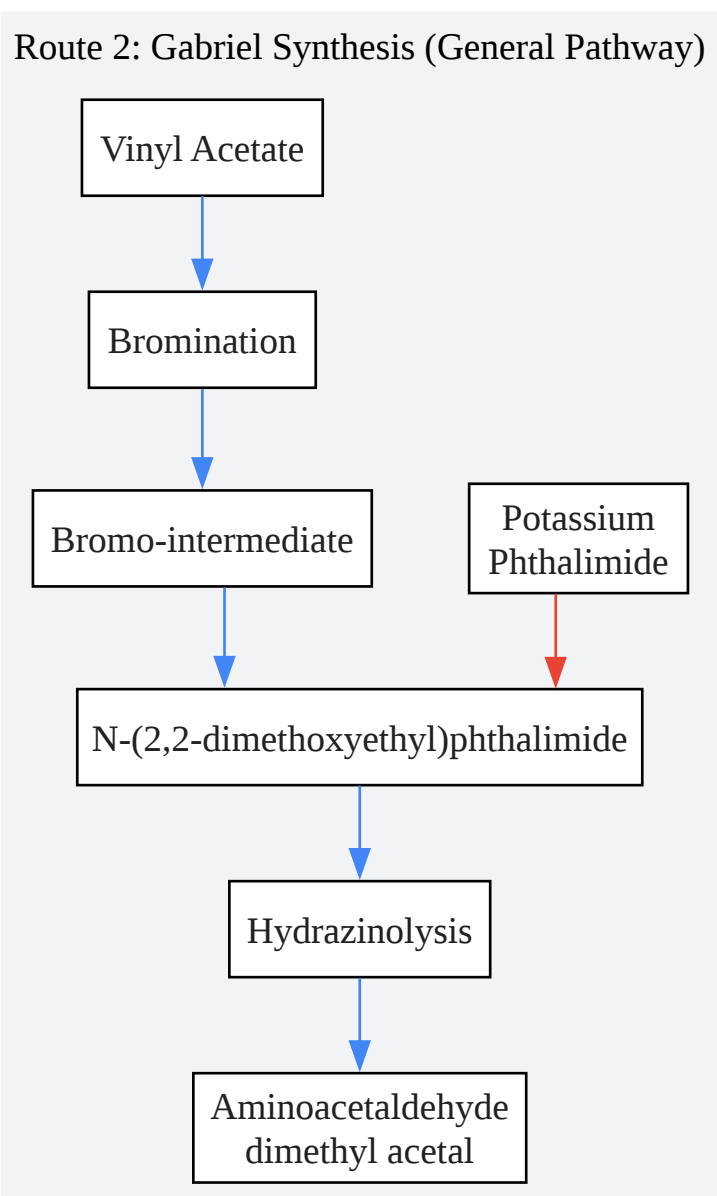 Route 2: Gabriel Synthesis (General Pathway)
Vinyl Acetate
Bromination
Bromo-intermediate
Potassium
Phthalimide
N-(2,2-dimethoxyethyl)phthalimide
Hydrazinolysis
Aminoacetaldehyde
dimethyl acetal